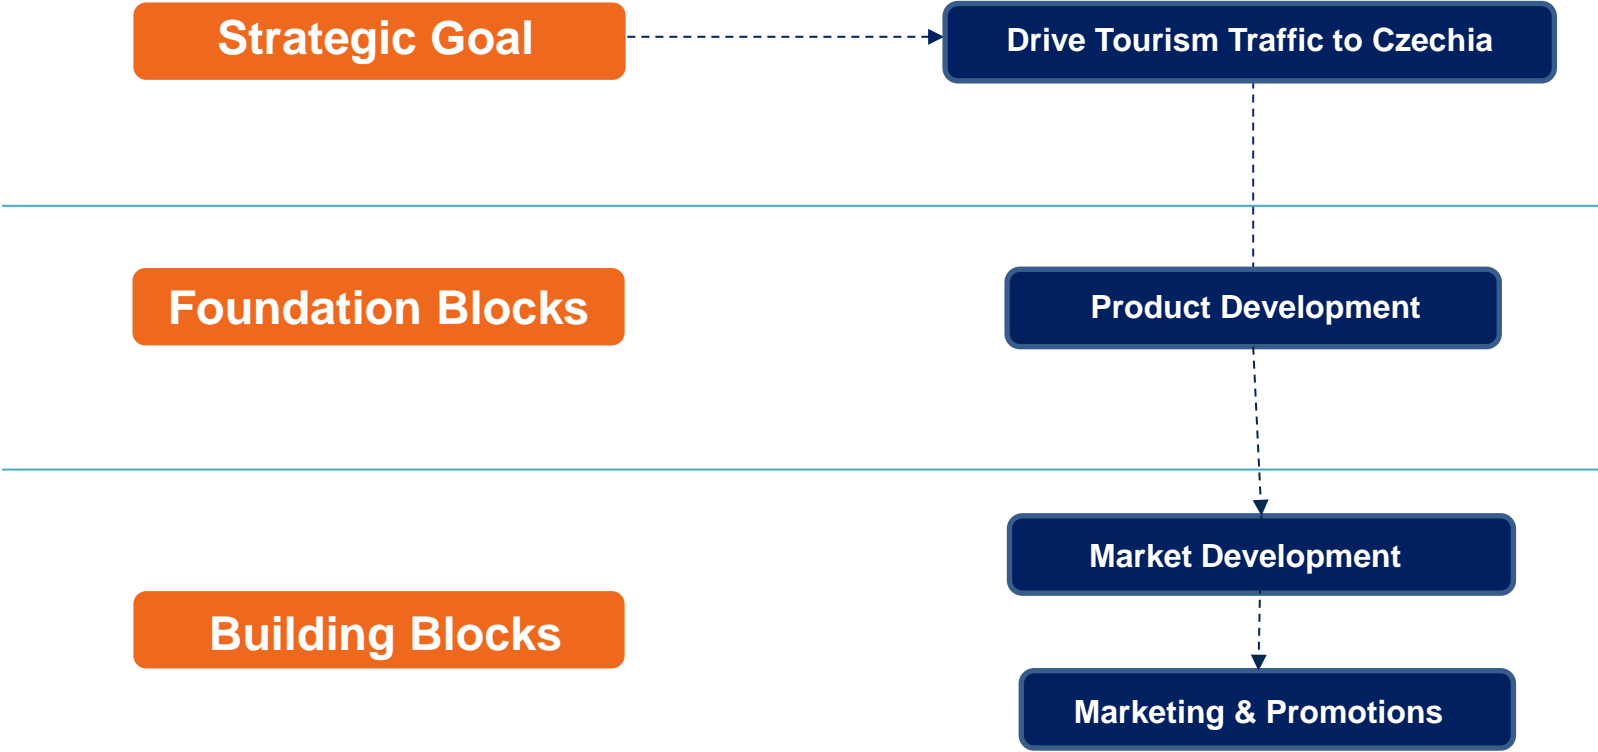 Strategic Goal
Drive Tourism Traffic to Czechia
Foundation Blocks
Product Development
Market Development
Building Blocks
Marketing & Promotions